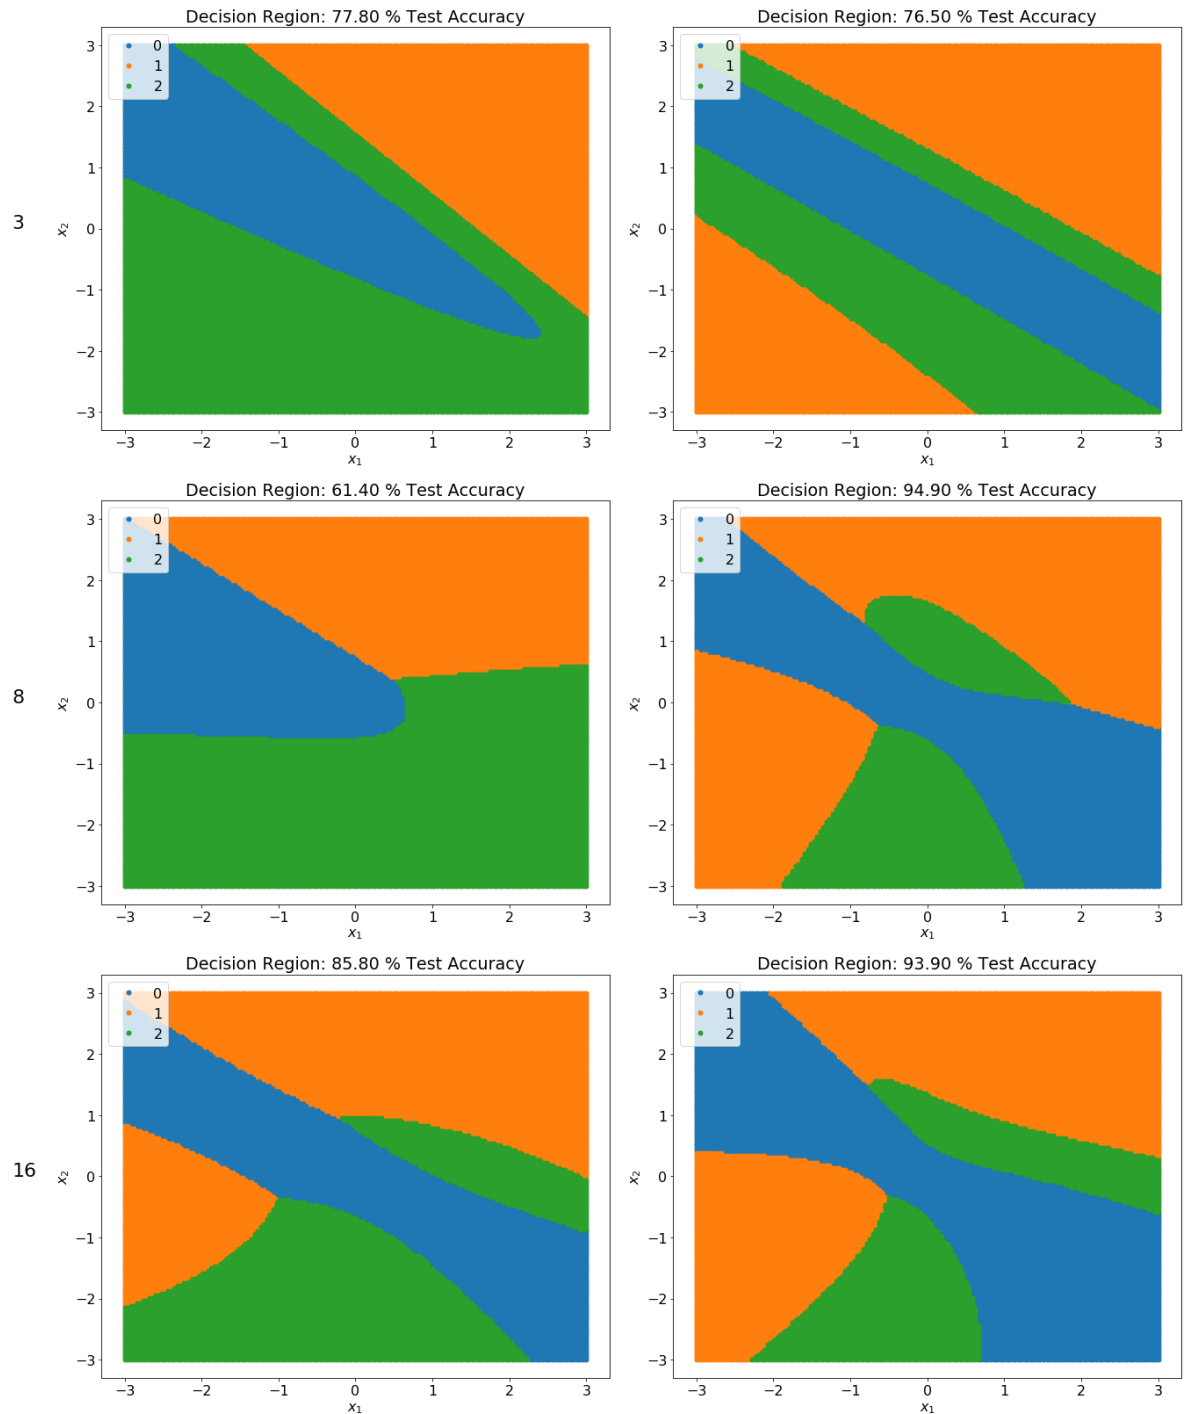 Decision Region: 77.80 % Test Accuracy
0
1
2
3
2
1
0
−1
−2
−3
x₂
−3 −2 −1 0 1 2 3
x₁
Decision Region: 76.50 % Test Accuracy
0
1
2
3
2
1
0
−1
−2
−3
x₂
−3 −2 −1 0 1 2 3
x₁
3
Decision Region: 61.40 % Test Accuracy
0
1
2
3
2
1
0
−1
−2
−3
x₂
−3 −2 −1 0 1 2 3
x₁
Decision Region: 94.90 % Test Accuracy
0
1
2
3
2
1
0
−1
−2
−3
x₂
−3 −2 −1 0 1 2 3
x₁
8
Decision Region: 85.80 % Test Accuracy
0
1
2
3
2
1
0
−1
−2
−3
x₂
−3 −2 −1 0 1 2 3
x₁
Decision Region: 93.90 % Test Accuracy
0
1
2
3
2
1
0
−1
−2
−3
x₂
−3 −2 −1 0 1 2 3
x₁
16